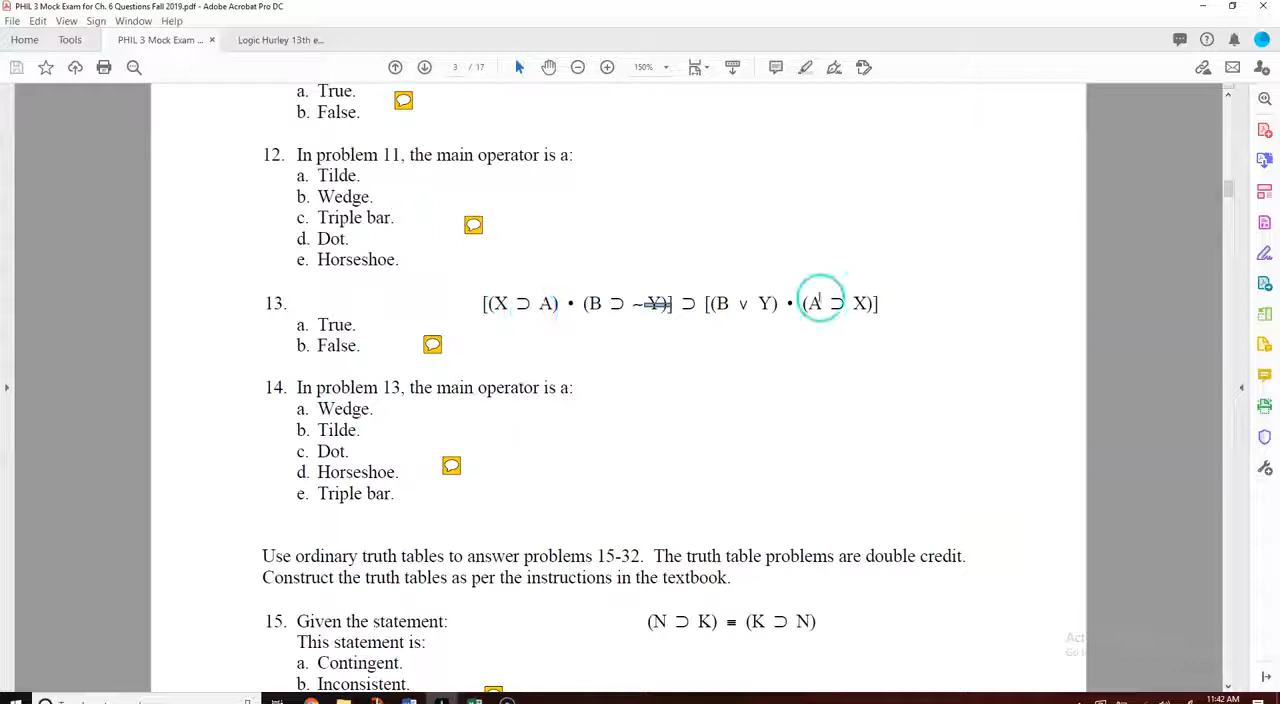 PHIL 3 Mock Exam for Ch. 6 Questions Fall 2019.pdf - Adobe Acrobat Pro DC
File Edit View Sign Window Help
Home Tools PHIL 3 Mock Exam ... × Logic Hurley 13th e...
3 / 17 150%
a. True.
b. False.
12. In problem 11, the main operator is a:
a. Tilde.
b. Wedge.
c. Triple bar.
d. Dot.
e. Horseshoe.
13. [(X ⊃ A) • (B ⊃ ~Y)] ⊃ [(B v Y) • (A ⊃ X)]
a. True.
b. False.
14. In problem 13, the main operator is a:
a. Wedge.
b. Tilde.
c. Dot.
d. Horseshoe.
e. Triple bar.
Use ordinary truth tables to answer problems 15-32. The truth table problems are double credit.
Construct the truth tables as per the instructions in the textbook.
15. Given the statement: (N ⊃ K) ≡ (K ⊃ N)
This statement is:
a. Contingent.
b. Inconsistent.
11:42 AM